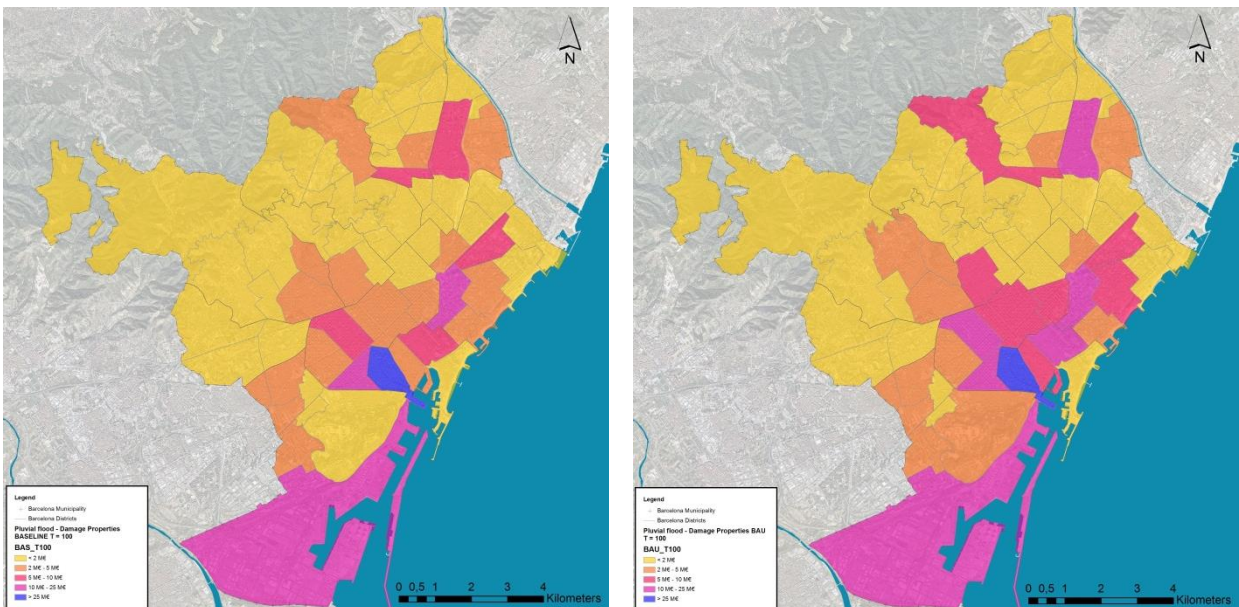 N
Legend
Barcelona Municipality
Barcelona Districts
Pluvial flood - Damage Properties
BASELINE T = 100
BAS_T100
< 2 M€
2 M€ - 5 M€
5 M€ - 10 M€
10 M€ - 25 M€
> 25 M€
0 0,5 1 2 3 4
Kilometers
N
Legend
Barcelona Municipality
Barcelona Districts
Pluvial flood - Damage Properties BAU
T = 100
BAU_T100
< 2 M€
2 M€ - 5 M€
5 M€ - 10 M€
10 M€ - 25 M€
> 25 M€
0 0,5 1 2 3 4
Kilometers